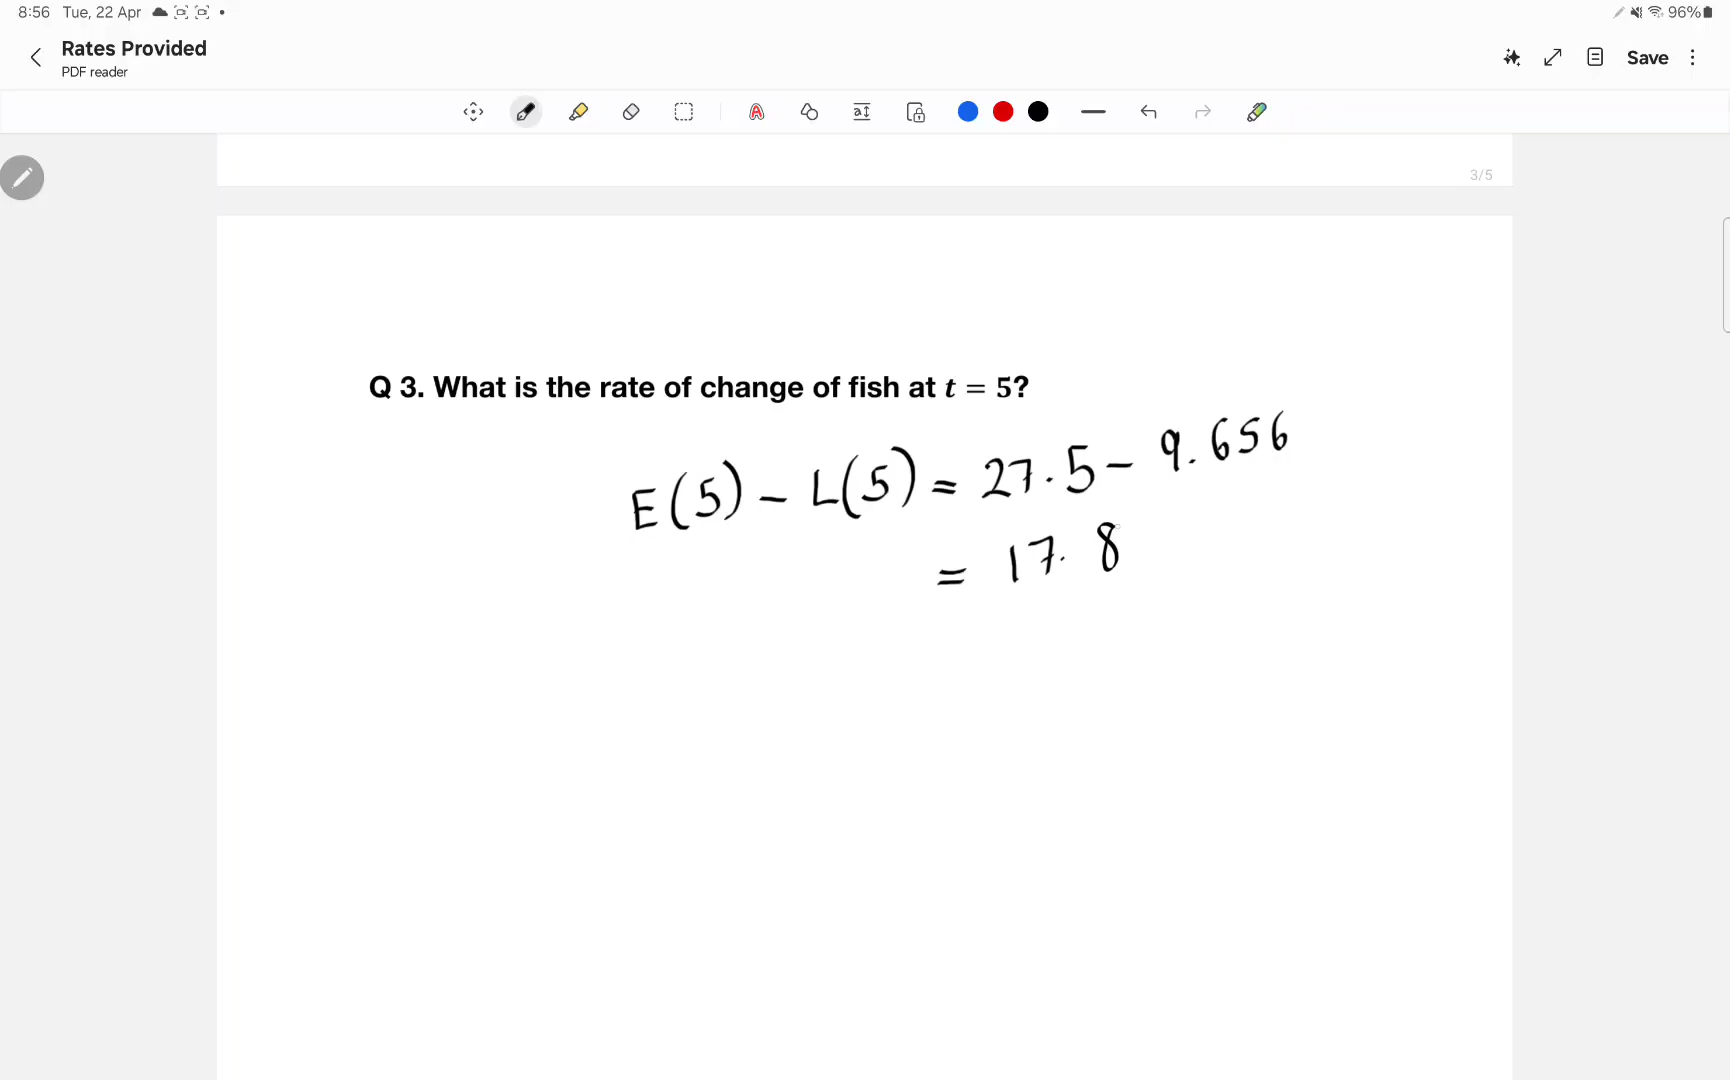 8:56 Tue, 22 Apr 96%
Rates Provided
PDF reader
Save
3/5
Q 3. What is the rate of change of fish at t = 5?
E(5) - L(5) = 27.5 - 9.656
= 17.8